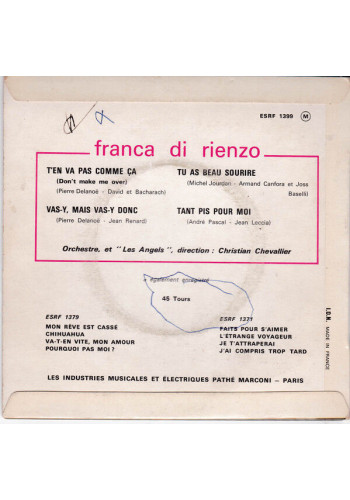 ESRF 1399 M
franca di rienzo
T'EN VA PAS COMME ÇA
(Don't make me over)
(Pierre Delanoë - David et Bacharach)
VAS-Y, MAIS VAS-Y DONC
(Pierre Delanoë - Jean Renard)
TU AS BEAU SOURIRE
(Michel Jourdan - Armand Canfora et Joss
Baselli)
TANT PIS POUR MOI
(André Pascal - Jean Leccia)
Orchestre, et "Les Angels", direction : Christian Chevallier
a également enregistré
45 Tours
ESRF 1379
MON RÊVE EST CASSÉ
CHIHUAHUA
VA-T-EN VITE, MON AMOUR
POURQUOI PAS MOI ?
ESRF 1371
FAITS POUR S'AIMER
L'ÉTRANGE VOYAGEUR
JE T'ATTRAPERAI
J'AI COMPRIS TROP TARD
LES INDUSTRIES MUSICALES ET ÉLECTRIQUES PATHÉ MARCONI - PARIS
I.D.N. MADE IN FRANCE